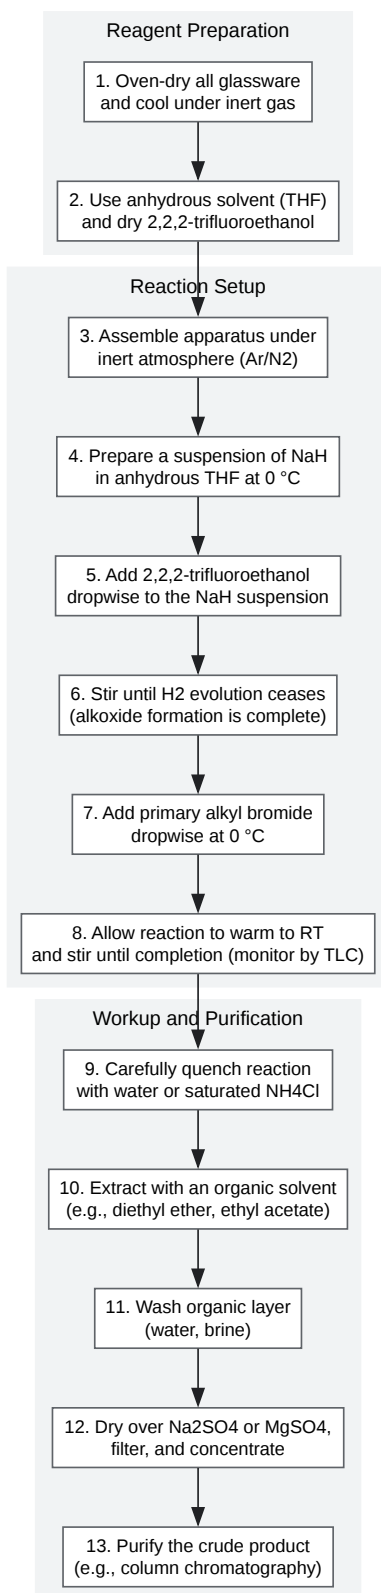 Reagent Preparation
1. Oven-dry all glassware
and cool under inert gas
2. Use anhydrous solvent (THF)
and dry 2,2,2-trifluoroethanol
Reaction Setup
3. Assemble apparatus under
inert atmosphere (Ar/N2)
4. Prepare a suspension of NaH
in anhydrous THF at 0 °C
5. Add 2,2,2-trifluoroethanol
dropwise to the NaH suspension
6. Stir until H2 evolution ceases
(alkoxide formation is complete)
7. Add primary alkyl bromide
dropwise at 0 °C
8. Allow reaction to warm to RT
and stir until completion (monitor by TLC)
Workup and Purification
9. Carefully quench reaction
with water or saturated NH4Cl
10. Extract with an organic solvent
(e.g., diethyl ether, ethyl acetate)
11. Wash organic layer
(water, brine)
12. Dry over Na2SO4 or MgSO4,
filter, and concentrate
13. Purify the crude product
(e.g., column chromatography)